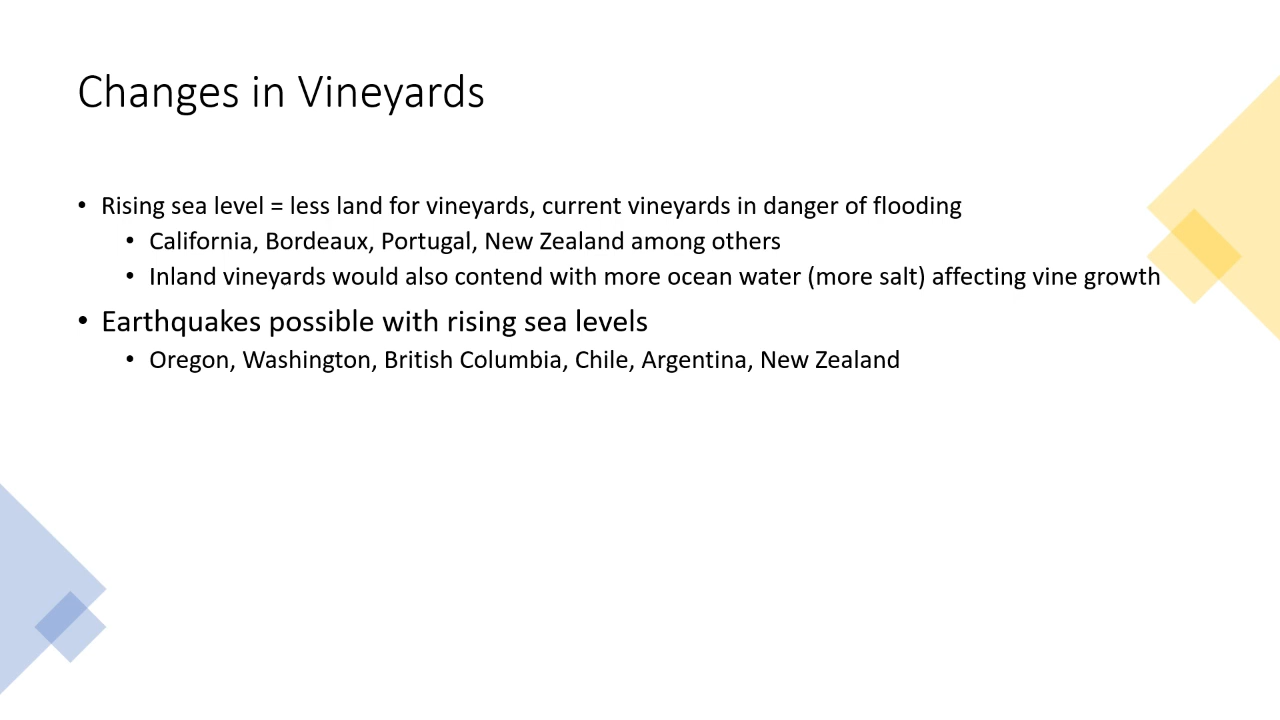 Changes in Vineyards
• Rising sea level = less land for vineyards, current vineyards in danger of flooding
• California, Bordeaux, Portugal, New Zealand among others
• Inland vineyards would also contend with more ocean water (more salt) affecting vine growth
• Earthquakes possible with rising sea levels
• Oregon, Washington, British Columbia, Chile, Argentina, New Zealand